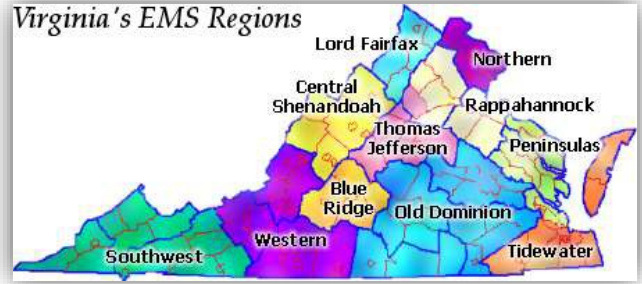 Virginia's EMS Regions
Lord Fairfax
Northern
Central
Shenandoah
Rappahannock
Thomas
Jefferson
Peninsulas
Blue
Ridge
Old Dominion
Western
Southwest
Tidewater